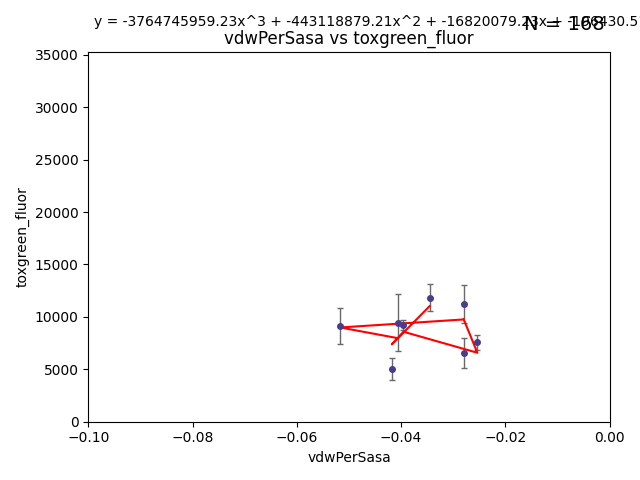 y = -3764745959.23x^3 + -443118879.21x^2 + -16820079.23x + 
N = 168
vdwPerSasa vs toxgreen_fluor
35000
30000
25000
20000
15000
10000
5000
0
toxgreen_fluor
−0.10 −0.08 −0.06 −0.04 −0.02 0.00
vdwPerSasa